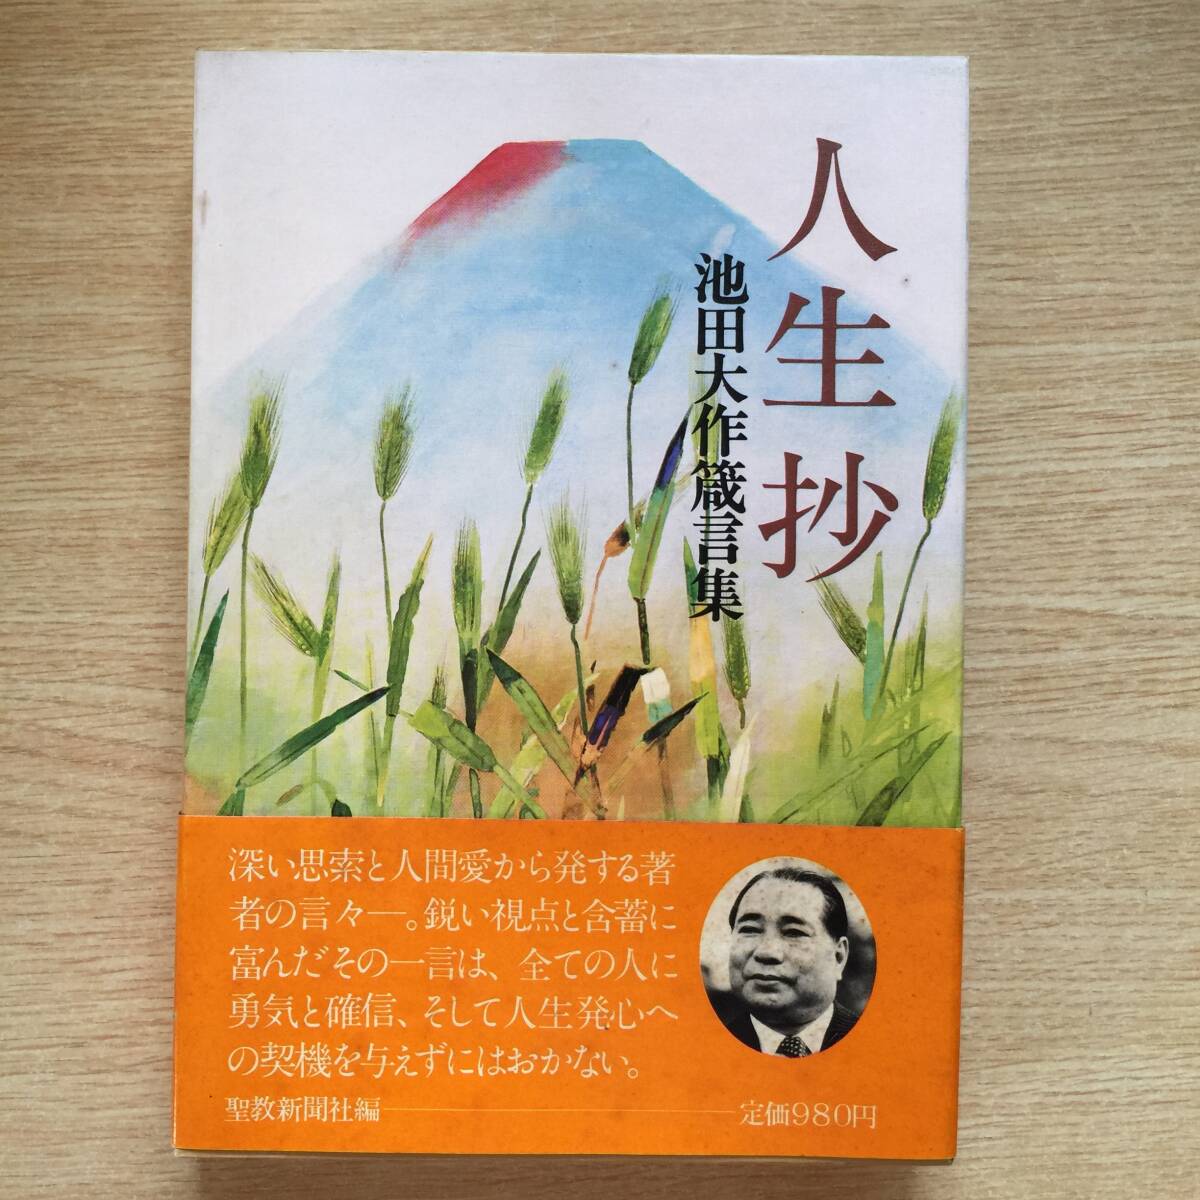 人生抄
池田大作箴言集
深い思索と人間愛から発する著
者の言々―。鋭い視点と含蓄に
富んだその一言は、全ての人に
勇気と確信、そして人生発心へ
の契機を与えずにはおかない。
聖教新聞社編――定価980円